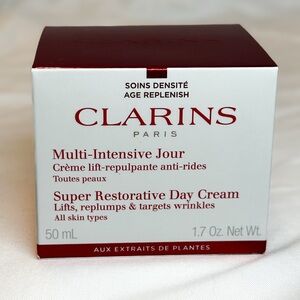 SOINS DENSITÉ
AGE REPLENISH
CLARINS
PARIS
Multi-Intensive Jour
Crème lift-repulpante anti-rides
Toutes peaux
Super Restorative Day Cream
Lifts, replumps & targets wrinkles
All skin types
50 mL 1.7 Oz. Net Wt.
AUX EXTRAITS DE PLANTES